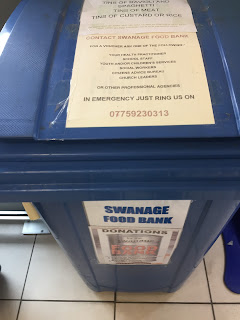 TINS OF RAVIOLI AND
SPAGHETTI
TINS OF MEAT
TINS OF CUSTARD OR RICE
CONTACT SWANAGE FOOD BANK
FOR A VOUCHER VIA ONE OF THE FOLLOWING:
YOUR HEALTH PRACTITIONER
SCHOOL STAFF
YOUTH AND/OR CHILDREN'S SERVICES
SOCIAL WORKERS
CITIZENS ADVICE BUREAU
CHURCH LEADERS
OR OTHER PROFESSIONAL AGENCIES
IN EMERGENCY JUST RING US ON
07759230313
SWANAGE
FOOD BANK
DONATIONS